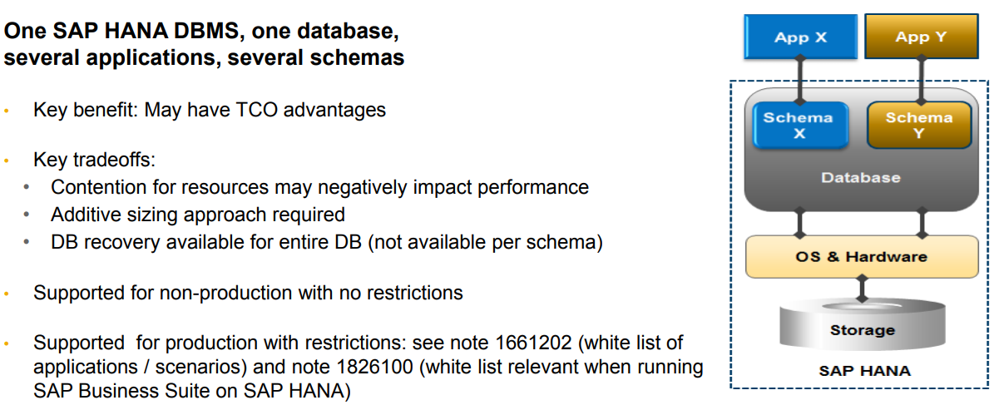 One SAP HANA DBMS, one database,
several applications, several schemas
• Key benefit: May have TCO advantages
• Key tradeoffs:
• Contention for resources may negatively impact performance
• Additive sizing approach required
• DB recovery available for entire DB (not available per schema)
• Supported for non-production with no restrictions
• Supported  for production with restrictions: see note 1661202 (white list of
applications / scenarios) and note 1826100 (white list relevant when running
SAP Business Suite on SAP HANA)
App X
App Y
Schema
X
Schema
Y
Database
OS & Hardware
Storage
SAP HANA